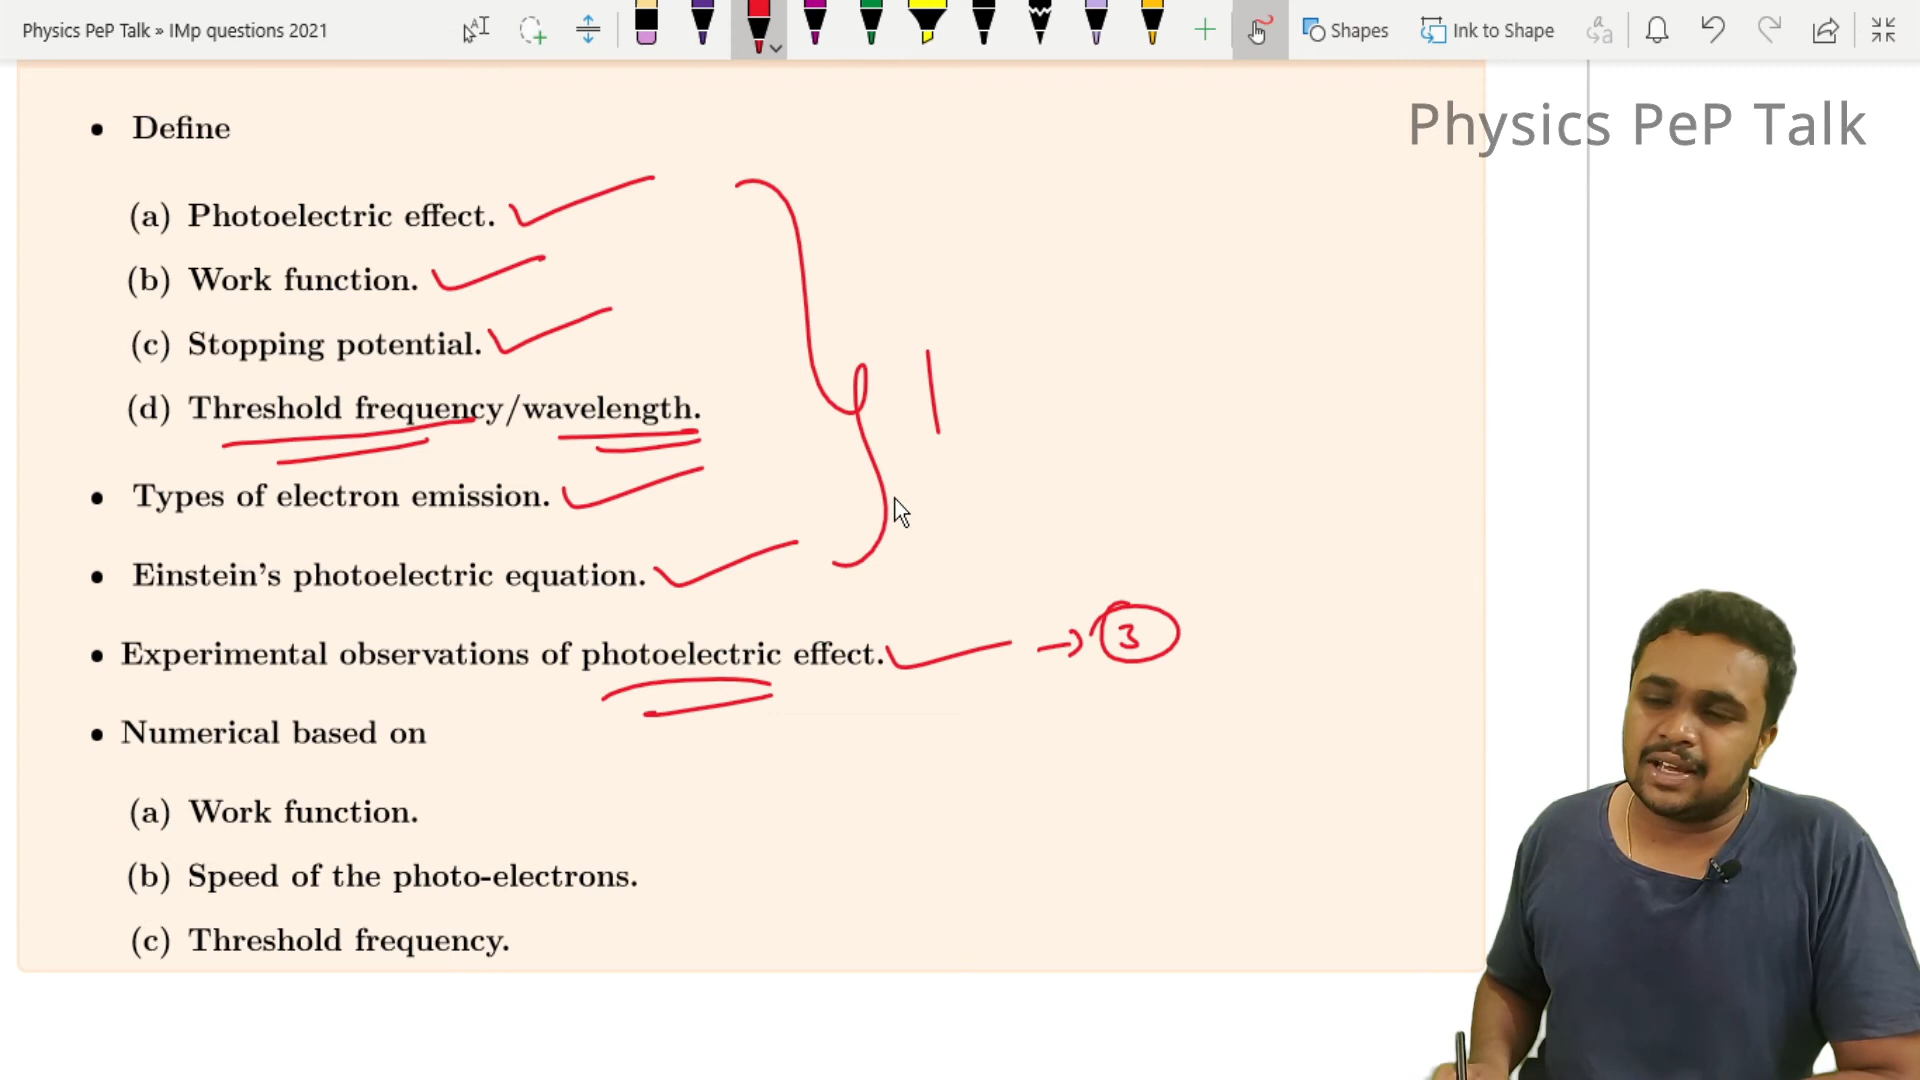 Physics PeP Talk » IMp questions 2021
Shapes
Ink to Shape
Physics PeP Talk
• Define
(a) Photoelectric effect.
(b) Work function.
(c) Stopping potential.
(d) Threshold frequency/wavelength.
1
• Types of electron emission.
• Einstein's photoelectric equation.
• Experimental observations of photoelectric effect. → 3
• Numerical based on
(a) Work function.
(b) Speed of the photo-electrons.
(c) Threshold frequency.